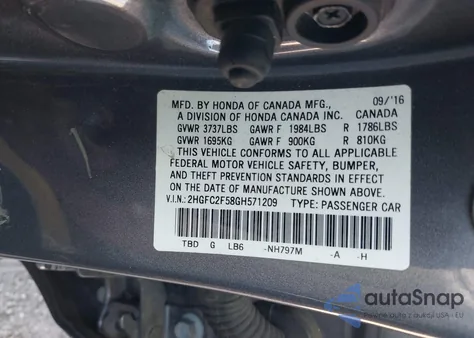 MFD. BY HONDA OF CANADA MFG., 09/'16
A DIVISION OF HONDA CANADA INC. CANADA
GVWR 3737LBS GAWR F 1984LBS R 1786LBS
GVWR 1695KG GAWR F 900KG R 810KG
THIS VEHICLE CONFORMS TO ALL APPLICABLE
FEDERAL MOTOR VEHICLE SAFETY, BUMPER,
AND THEFT PREVENTION STANDARDS IN EFFECT
ON THE DATE OF MANUFACTURE SHOWN ABOVE.
V.I.N.: 2HGFC2F58GH571209 TYPE: PASSENGER CAR
TBD G LB6 -NH797M -A -H
autoSnap